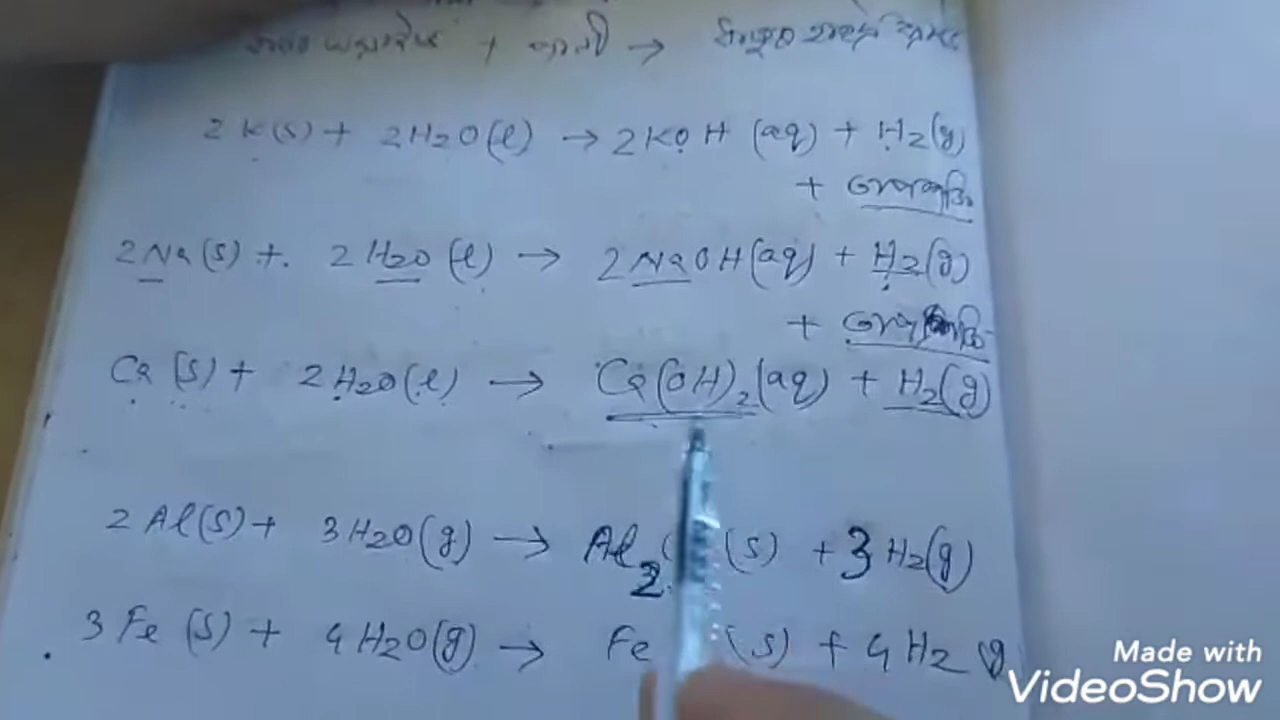 + → 
2K(s) + 2H2O(l) → 2KOH (aq) + H2(g)
+
2Na(s) + 2H2O(l) → 2NaOH(aq) + H2(g)
+
Ca(s) + 2H2O(l) → Ca(OH)2(aq) + H2(g)
2Al(s) + 3H2O(g) → Al2 (s) + 3H2(g)
3Fe(s) + 4H2O(g) → Fe (s) + 4H2 g
Made with
VideoShow